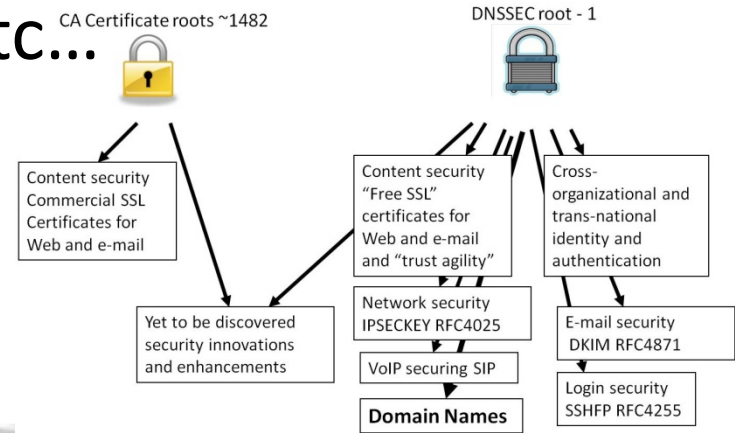 tc...
CA Certificate roots ~1482
DNSSEC root - 1
Content security
Commercial SSL
Certificates for
Web and e-mail
Content security
“Free SSL”
certificates for
Web and e-mail
and “trust agility”
Cross-
organizational and
trans-national
identity and
authentication
Yet to be discovered
security innovations
and enhancements
Network security
IPSECKEY RFC4025
E-mail security
DKIM RFC4871
VoIP securing SIP
Login security
SSHFP RFC4255
Domain Names